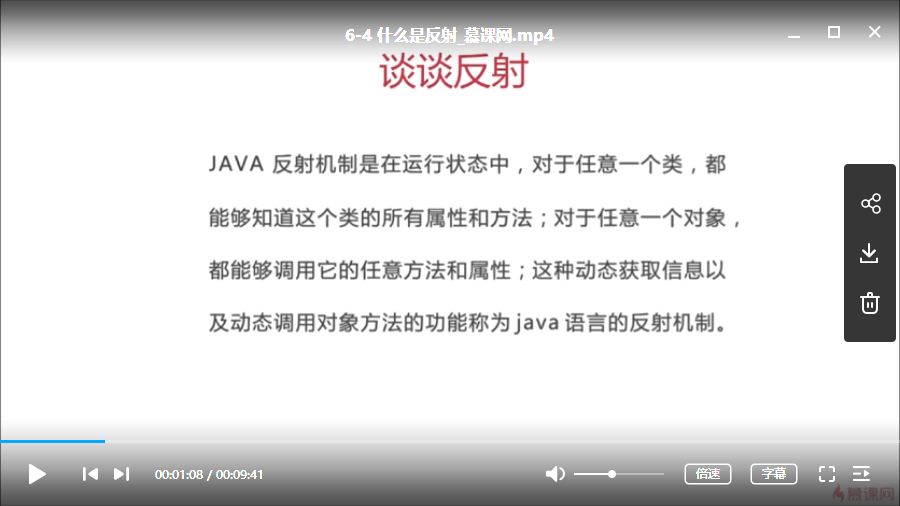 6-4 什么是反射_慕课网.mp4
谈谈反射
JAVA 反射机制是在运行状态中，对于任意一个类，都
能够知道这个类的所有属性和方法；对于任意一个对象，
都能够调用它的任意方法和属性；这种动态获取信息以
及动态调用对象方法的功能称为java语言的反射机制。
00:01:08 / 00:09:41
倍速
字幕
慕课网